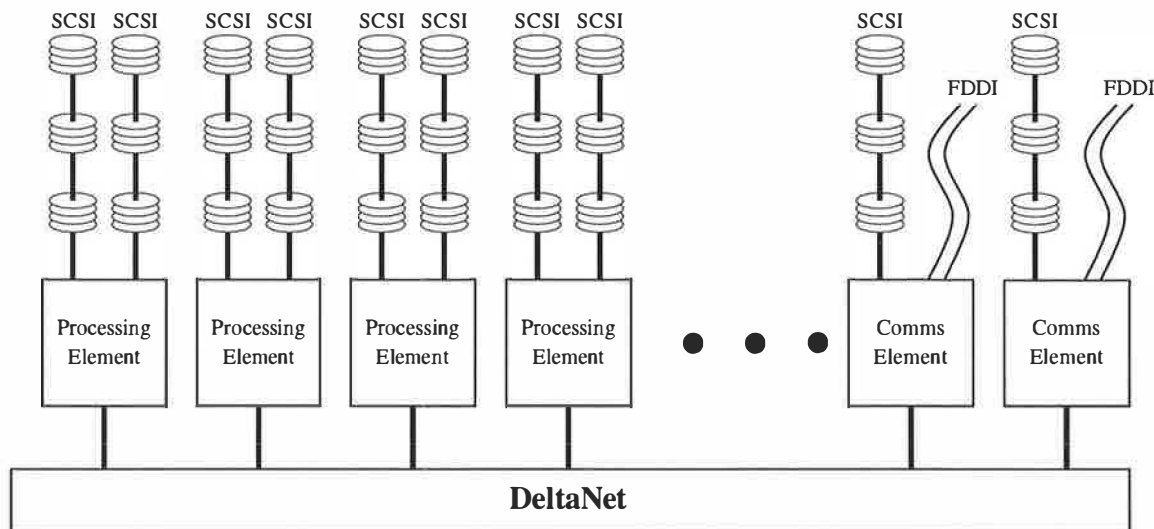 SCSI SCSI SCSI SCSI SCSI SCSI SCSI SCSI SCSI SCSI
FDDI FDDI
Processing Processing Processing Processing Comms Comms
Element Element Element Element Element Element
DeltaNet